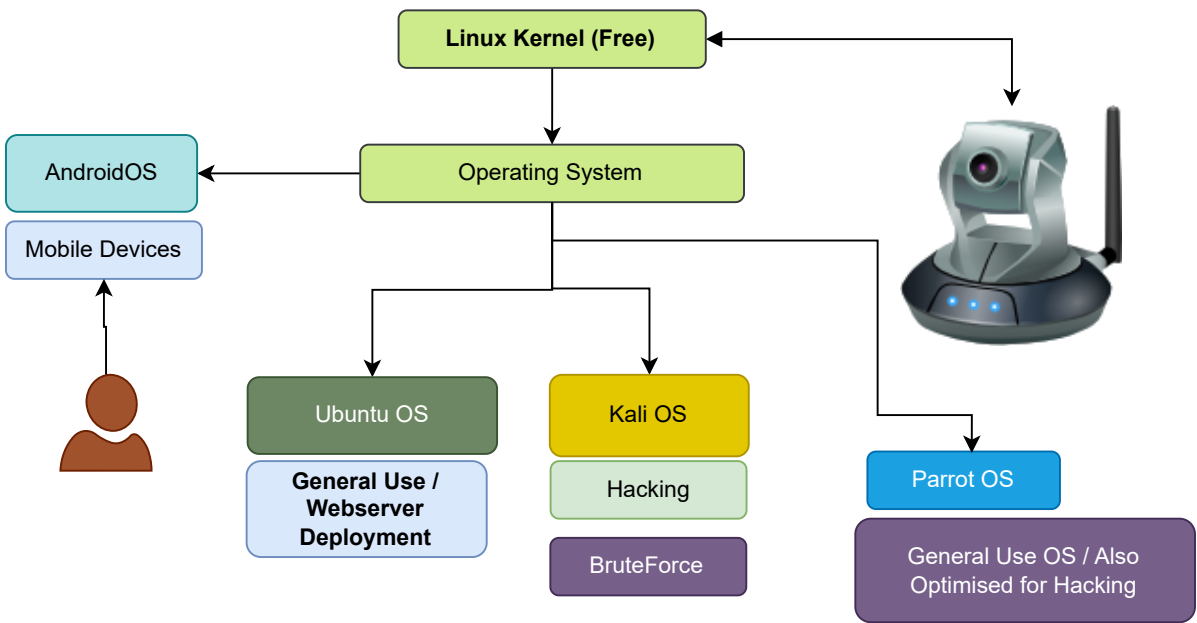 Linux Kernel (Free)
Operating System
AndroidOS
Mobile Devices
Ubuntu OS
General Use /
Webserver
Deployment
Kali OS
Hacking
BruteForce
Parrot OS
General Use OS / Also
Optimised for Hacking